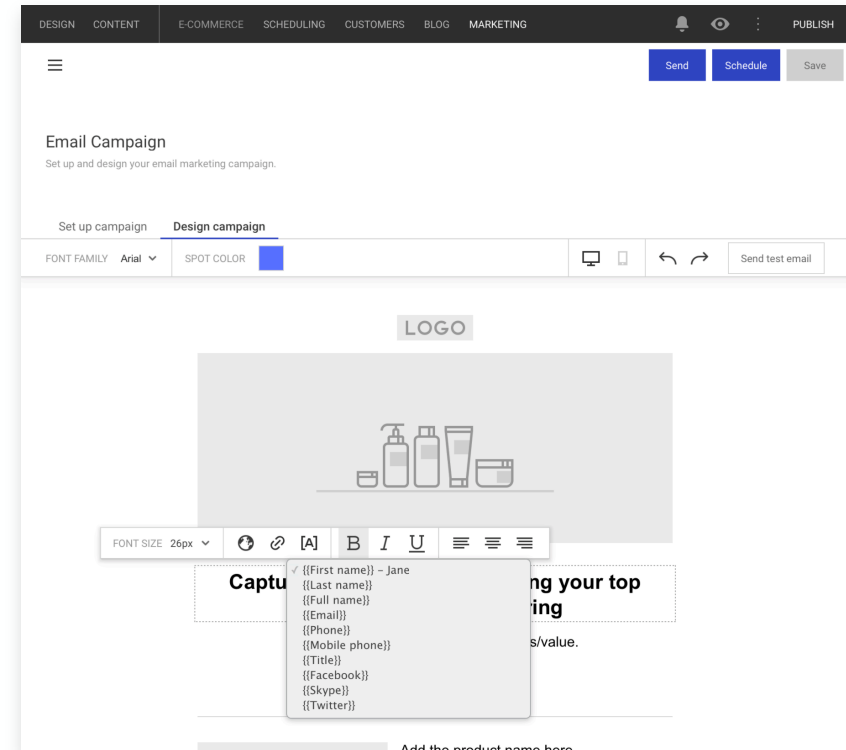 DESIGN CONTENT E-COMMERCE SCHEDULING CUSTOMERS BLOG MARKETING PUBLISH
Send Schedule Save
Email Campaign
Set up and design your email marketing campaign.
Set up campaign Design campaign
FONT FAMILY Arial SPOT COLOR Send test email
LOGO
FONT SIZE 26px [A] B I U
✓ {{First name}} – Jane
{{Last name}}
{{Full name}}
{{Email}}
{{Phone}}
{{Mobile phone}}
{{Title}}
{{Facebook}}
{{Skype}}
{{Twitter}}
your top
s/value.
Add the product name here